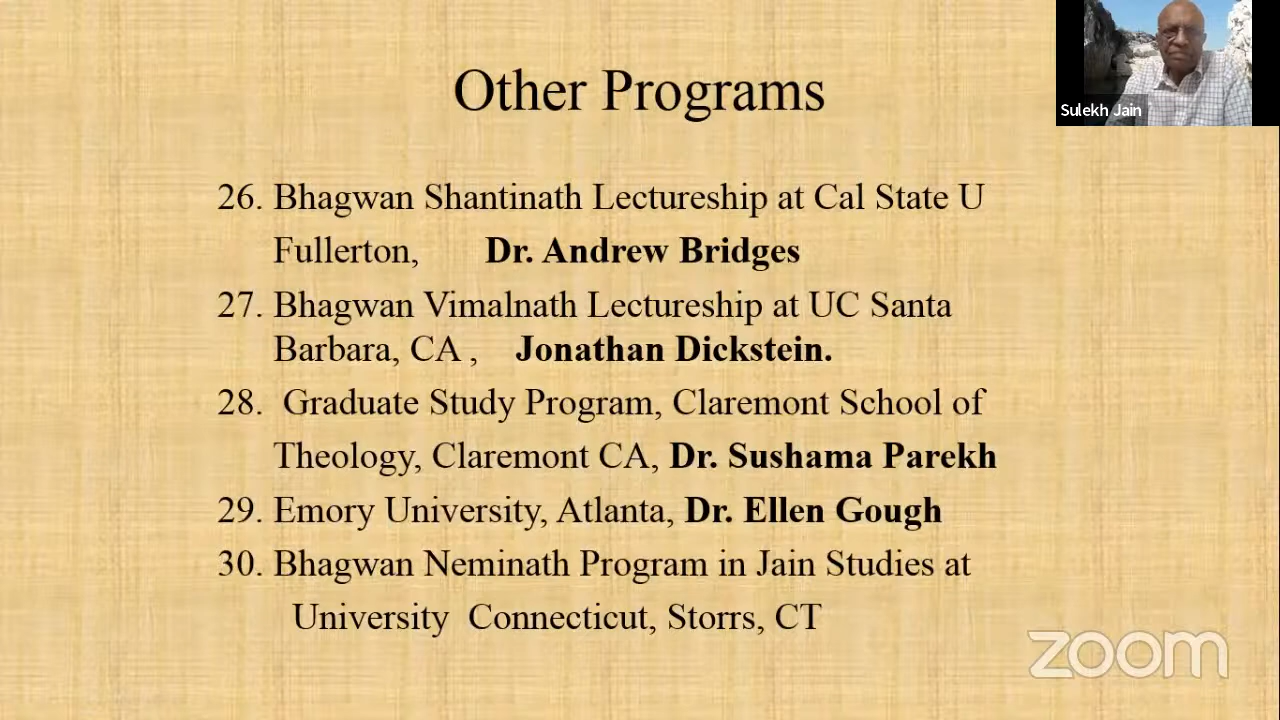 Other Programs
Sulekh Jain
26. Bhagwan Shantinath Lectureship at Cal State U
Fullerton, Dr. Andrew Bridges
27. Bhagwan Vimalnath Lectureship at UC Santa
Barbara, CA , Jonathan Dickstein.
28. Graduate Study Program, Claremont School of
Theology, Claremont CA, Dr. Sushama Parekh
29. Emory University, Atlanta, Dr. Ellen Gough
30. Bhagwan Neminath Program in Jain Studies at
University Connecticut, Storrs, CT
zoom